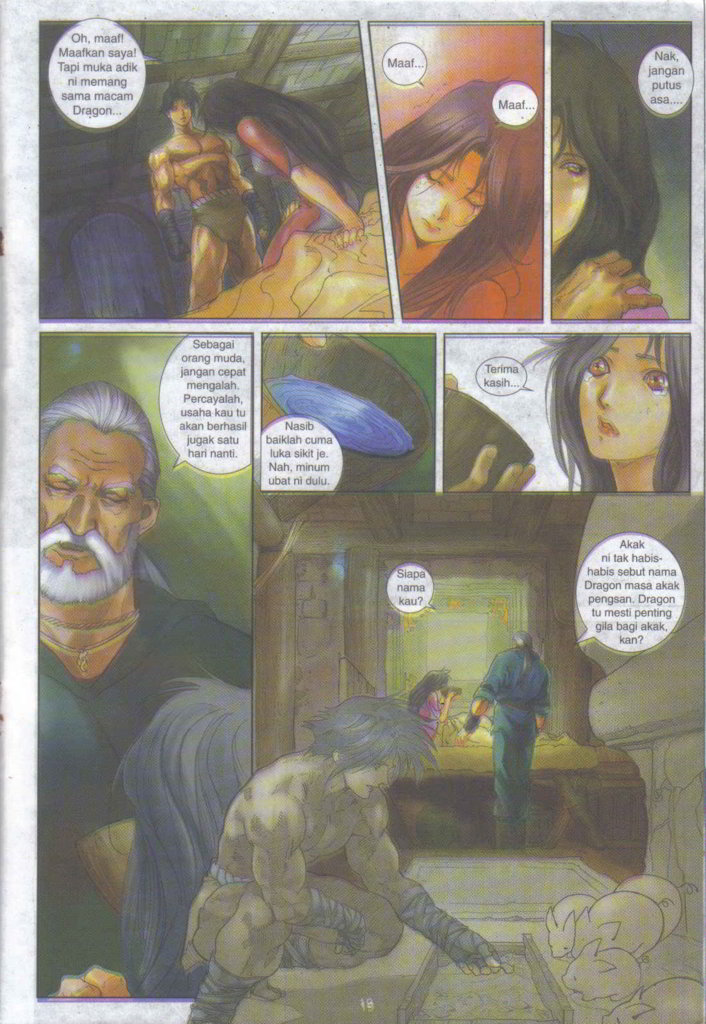 Oh, maaf!
Maafkan saya!
Tapi muka adik
ni memang
sama macam
Dragon...
Maaf...
Maaf...
Nak,
jangan
putus
asa....
Sebagai
orang muda,
jangan cepat
mengalah.
Percayalah,
usaha kau tu
akan berhasil
jugak satu
hari nanti.
Nasib
baiklah cuma
luka sikit je.
Nah, minum
ubat ni dulu.
Terima
kasih...
Siapa
nama
kau?
Akak
ni tak habis-
habis sebut nama
Dragon masa akak
pengsan. Dragon
tu mesti penting
gila bagi akak,
kan?
18